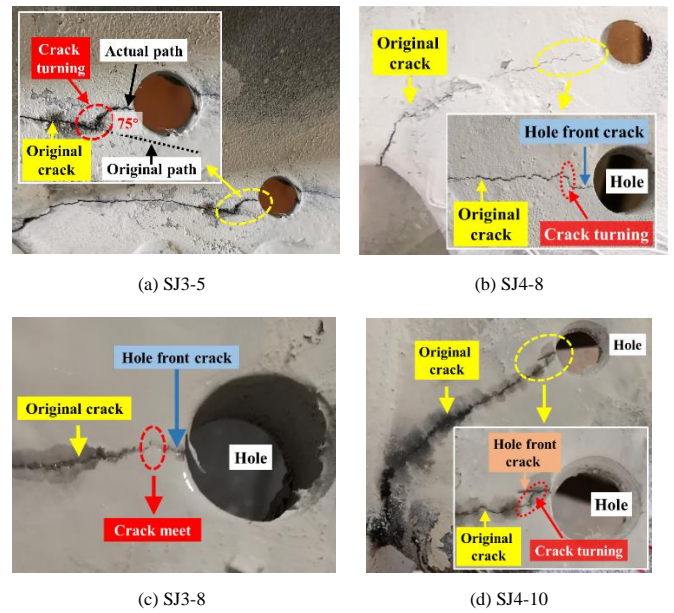 Crack
turning
Actual path
75°
Original
crack
Original path
(a) SJ3-5
Original
crack
Hole front crack
Hole
Original
crack
Crack turning
(b) SJ4-8
Hole front crack
Original crack
Hole
Crack meet
(c) SJ3-8
Original
crack
Hole
Hole front
crack
Hole
Original
crack
Crack turning
(d) SJ4-10